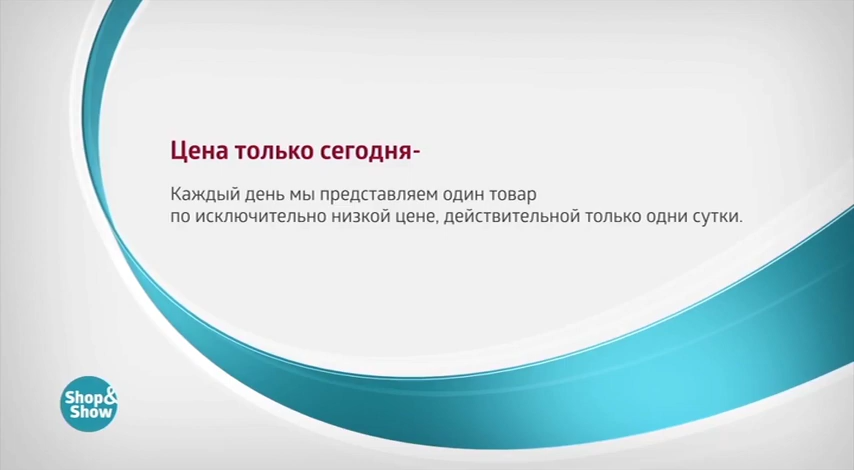 Цена только сегодня-
Каждый день мы представляем один товар
по исключительно низкой цене, действительной только одни сутки.
Shop&
Show